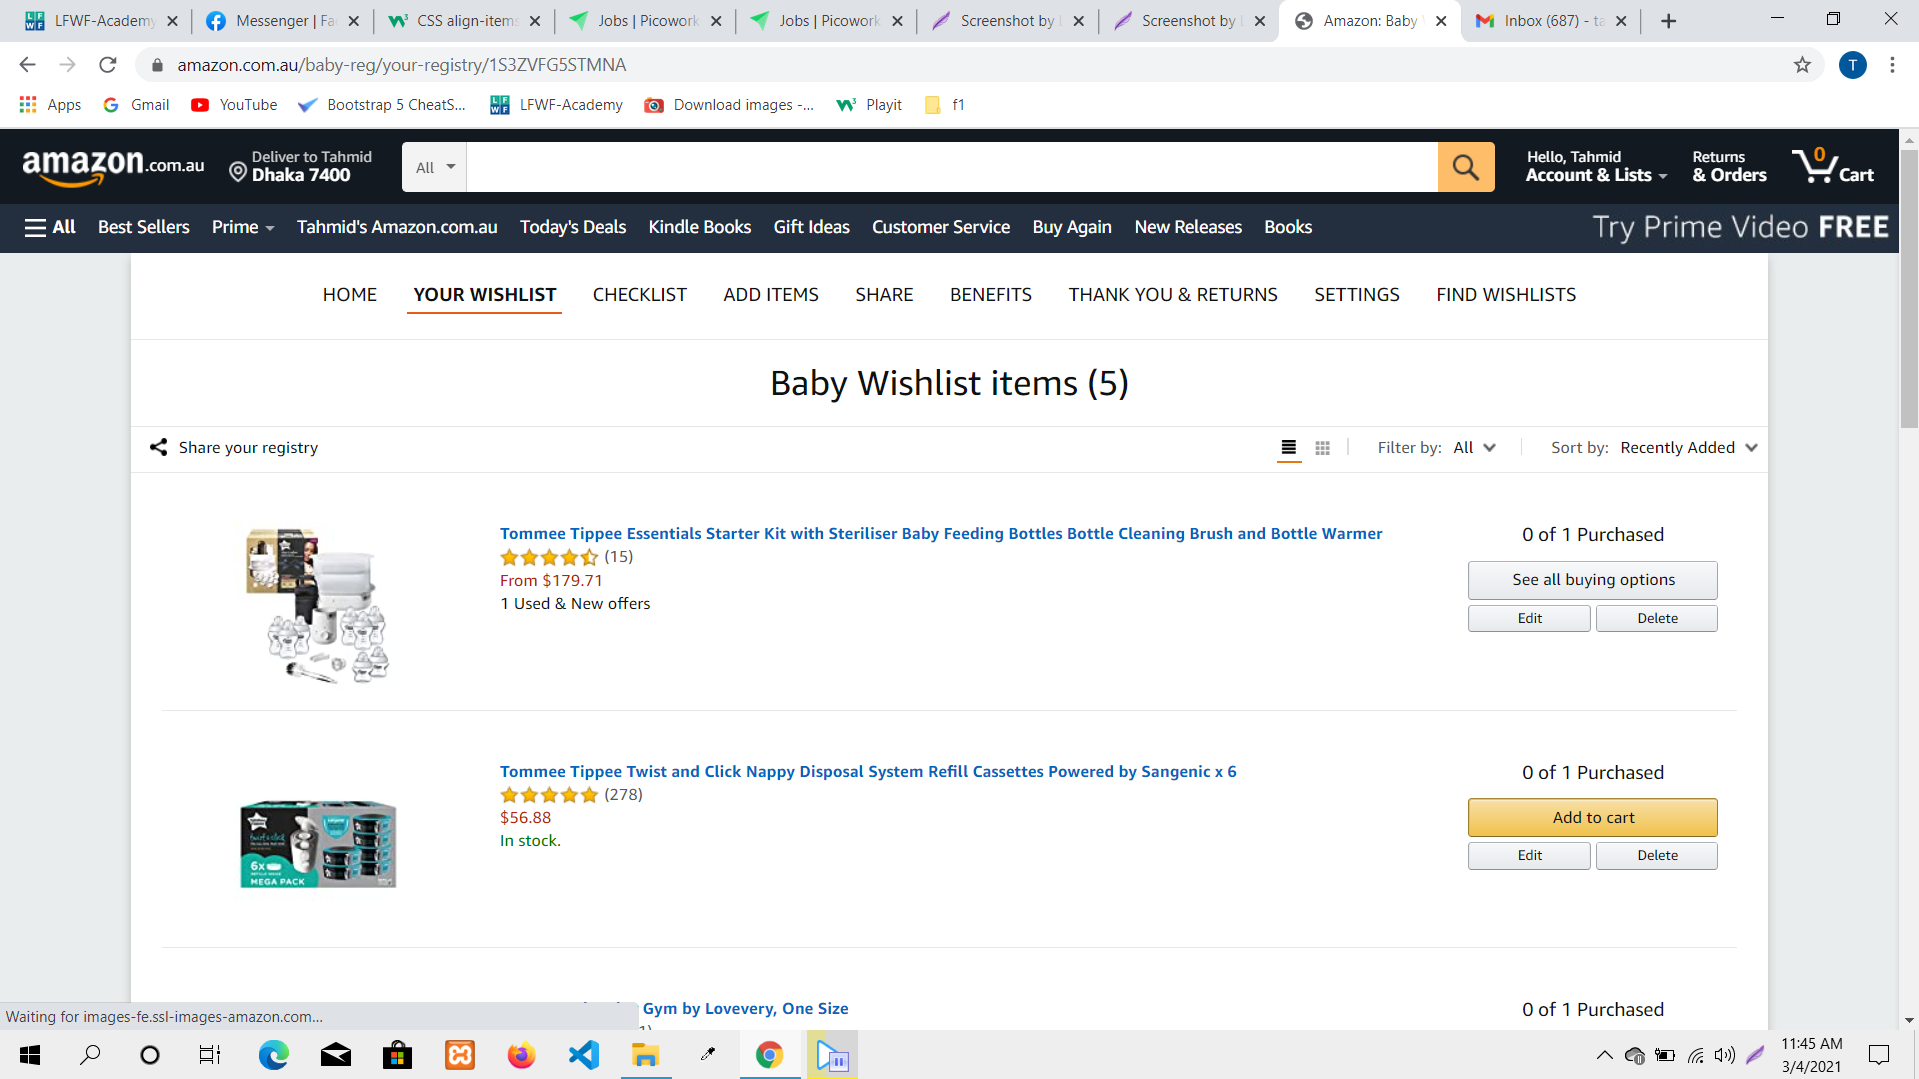 LFWF-Academy
Messenger | Fa
CSS align-items
Jobs | Picowork
Jobs | Picowork
Screenshot by L
Screenshot by L
Amazon: Baby
Inbox (687) - ta
amazon.com.au/baby-reg/your-registry/1S3ZVFG5STMNA
T
Apps
Gmail
YouTube
Bootstrap 5 CheatS...
LFWF-Academy
Download images -...
Playit
f1
amazon.com.au
Deliver to Tahmid
Dhaka 7400
All
Hello, Tahmid
Account & Lists
Returns
& Orders
0
Cart
All
Best Sellers
Prime
Tahmid's Amazon.com.au
Today's Deals
Kindle Books
Gift Ideas
Customer Service
Buy Again
New Releases
Books
Try Prime Video FREE
HOME
YOUR WISHLIST
CHECKLIST
ADD ITEMS
SHARE
BENEFITS
THANK YOU & RETURNS
SETTINGS
FIND WISHLISTS
Baby Wishlist items (5)
Share your registry
Filter by: All
Sort by: Recently Added
Tommee Tippee Essentials Starter Kit with Steriliser Baby Feeding Bottles Bottle Cleaning Brush and Bottle Warmer
(15)
From $179.71
1 Used & New offers
0 of 1 Purchased
See all buying options
Edit
Delete
Tommee Tippee Twist and Click Nappy Disposal System Refill Cassettes Powered by Sangenic x 6
(278)
$56.88
In stock.
0 of 1 Purchased
Add to cart
Edit
Delete
twist & click
6x
MEGA PACK
Gym by Lovevery, One Size
0 of 1 Purchased
Waiting for images-fe.ssl-images-amazon.com...
11:45 AM
3/4/2021